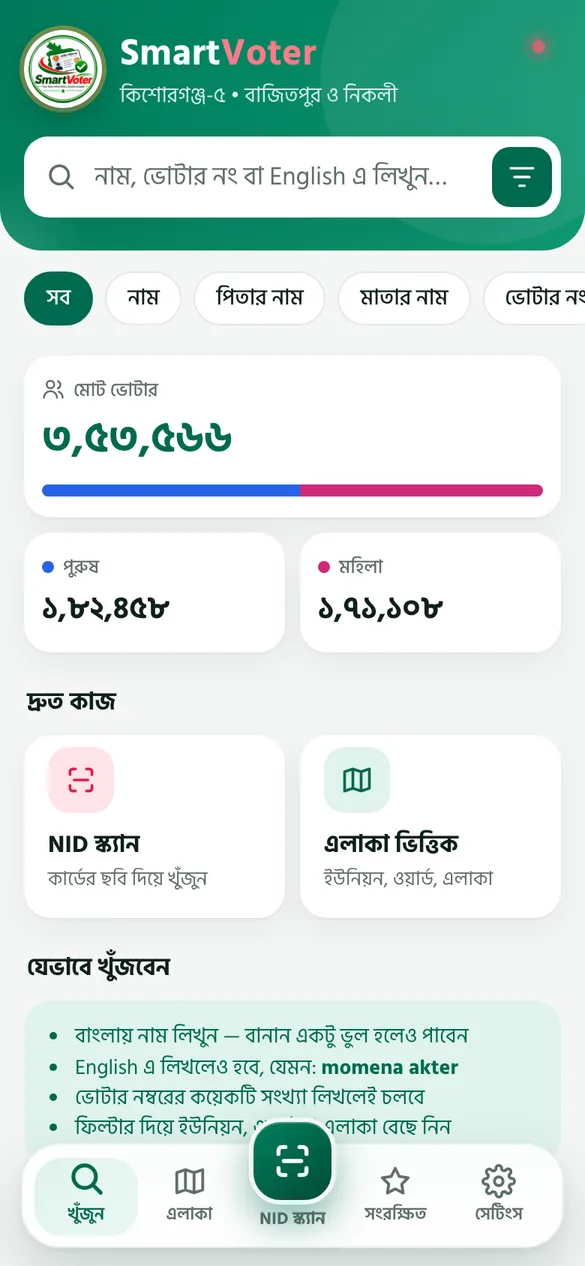 SmartVoter
SmartVoter
কিশোরগঞ্জ-৫ • বাজিতপুর ও নিকলী
নাম, ভোটার নং বা English এ লিখুন...
সব
নাম
পিতার নাম
মাতার নাম
ভোটার নং
মোট ভোটার
৩,৫৩,৫৬৬
পুরুষ
মহিলা
১,৮২,৪৫৮
১,৭১,১০৮
দ্রুত কাজ
NID স্ক্যান
এলাকা ভিত্তিক
কার্ডের ছবি দিয়ে খুঁজুন
ইউনিয়ন, ওয়ার্ড, এলাকা
যেভাবে খুঁজবেন
• বাংলায় নাম লিখুন — বানান একটু ভুল হলেও পাবেন
• English এ লিখলেও হবে, যেমন: momena akter
• ভোটার নম্বরের কয়েকটি সংখ্যা লিখলেই চলবে
• ফিল্টার দিয়ে ইউনিয়ন, এলাকা বেছে নিন
খুঁজুন
এলাকা
NID স্ক্যান
সংরক্ষিত
সেটিংস